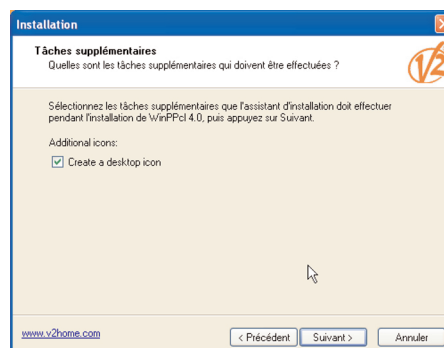 Installation
Tâches supplémentaires
Quelles sont les tâches supplémentaires qui doivent être effectuées ?
V2
Sélectionnez les tâches supplémentaires que l'assistant d'installation doit effectuer
pendant l'installation de WinPPcl 4.0, puis appuyez sur Suivant.
Additional icons:
Create a desktop icon
www.v2home.com
< Précédent
Suivant >
Annuler